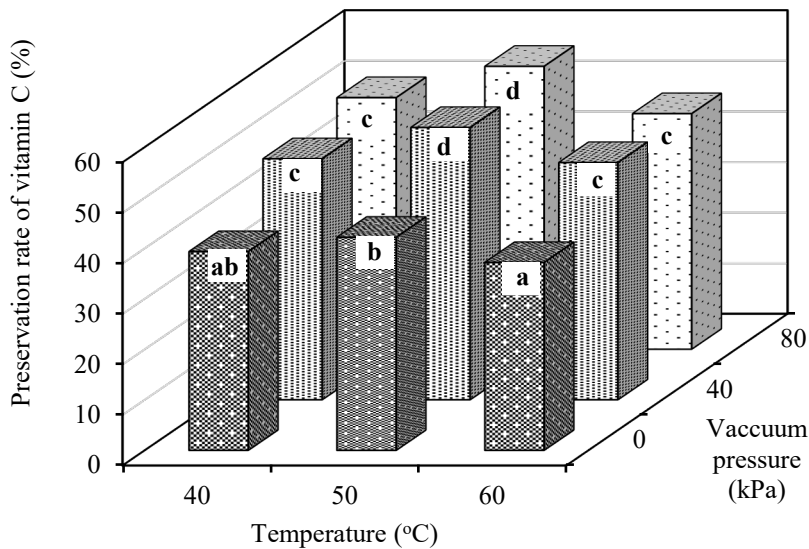 Preservation rate of vitamin C (%)
60
50
40
30
20
10
0
c
d
c
c
d
c
ab
b
a
40
50
60
Temperature (°C)
0
40
80
Vaccuum
pressure
(kPa)